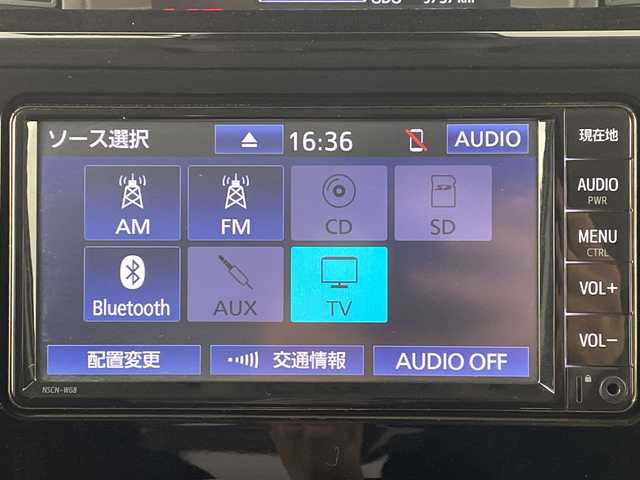 ソース選択 16:36 AUDIO
AM FM CD SD
Bluetooth AUX TV
配置変更 交通情報 AUDIO OFF
NSCN-W68
現在地
AUDIO
PWR
MENU
CTRL
VOL+
VOL−